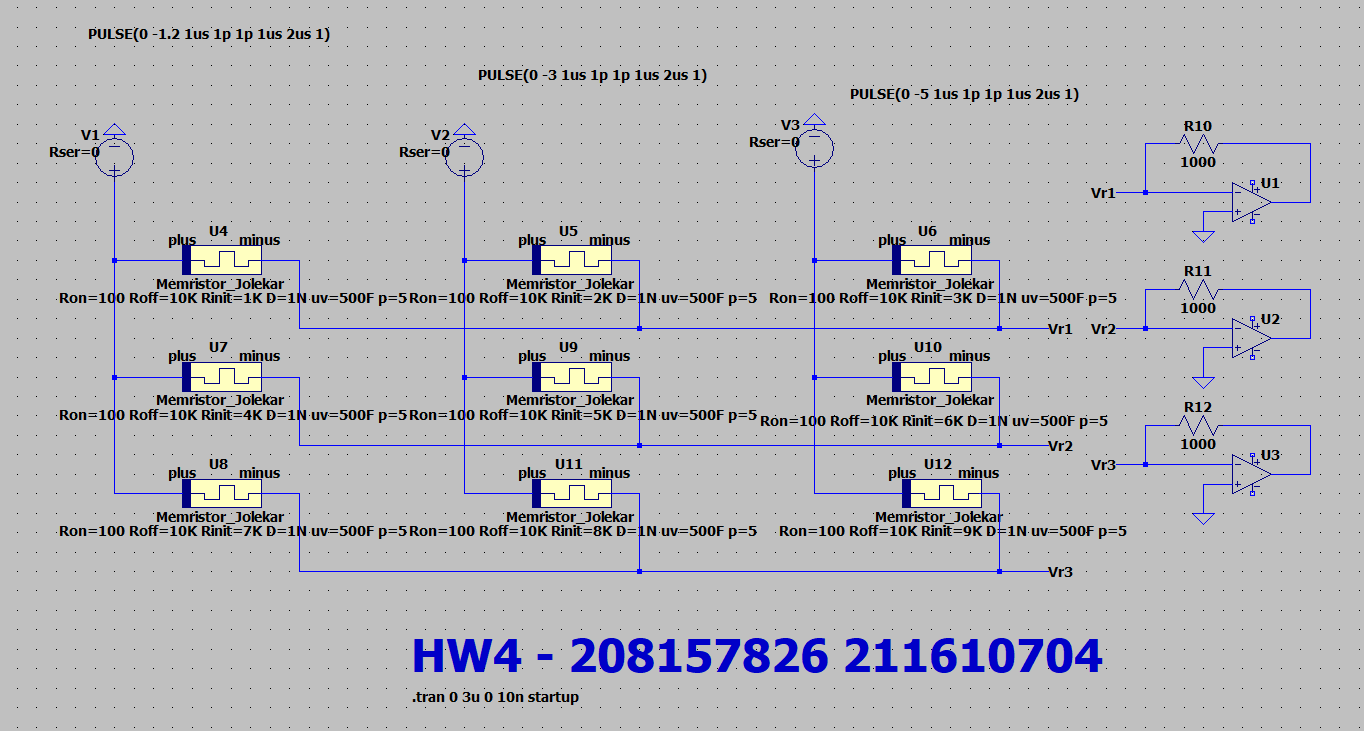 PULSE(0 -1.2 1us 1p 1p 1us 2us 1)
PULSE(0 -3 1us 1p 1p 1us 2us 1)
PULSE(0 -5 1us 1p 1p 1us 2us 1)
V1
Rser=0
V2
Rser=0
V3
Rser=0
R10
1000
Vr1
U1
U4
plus minus
Memristor_Jolekar
Ron=100 Roff=10K Rinit=1K D=1N uv=500F p=5
U5
plus minus
Memristor_Jolekar
Ron=100 Roff=10K Rinit=2K D=1N uv=500F p=5
U6
plus minus
Memristor_Jolekar
Ron=100 Roff=10K Rinit=3K D=1N uv=500F p=5
Vr1
R11
1000
Vr2
U2
U7
plus minus
Memristor_Jolekar
Ron=100 Roff=10K Rinit=4K D=1N uv=500F p=5
U9
plus minus
Memristor_Jolekar
Ron=100 Roff=10K Rinit=5K D=1N uv=500F p=5
U10
plus minus
Memristor_Jolekar
Ron=100 Roff=10K Rinit=6K D=1N uv=500F p=5
Vr2
R12
1000
Vr3
U3
U8
plus minus
Memristor_Jolekar
Ron=100 Roff=10K Rinit=7K D=1N uv=500F p=5
U11
plus minus
Memristor_Jolekar
Ron=100 Roff=10K Rinit=8K D=1N uv=500F p=5
U12
plus minus
Memristor_Jolekar
Ron=100 Roff=10K Rinit=9K D=1N uv=500F p=5
Vr3
HW4 - 208157826 211610704
.tran 0 3u 0 10n startup